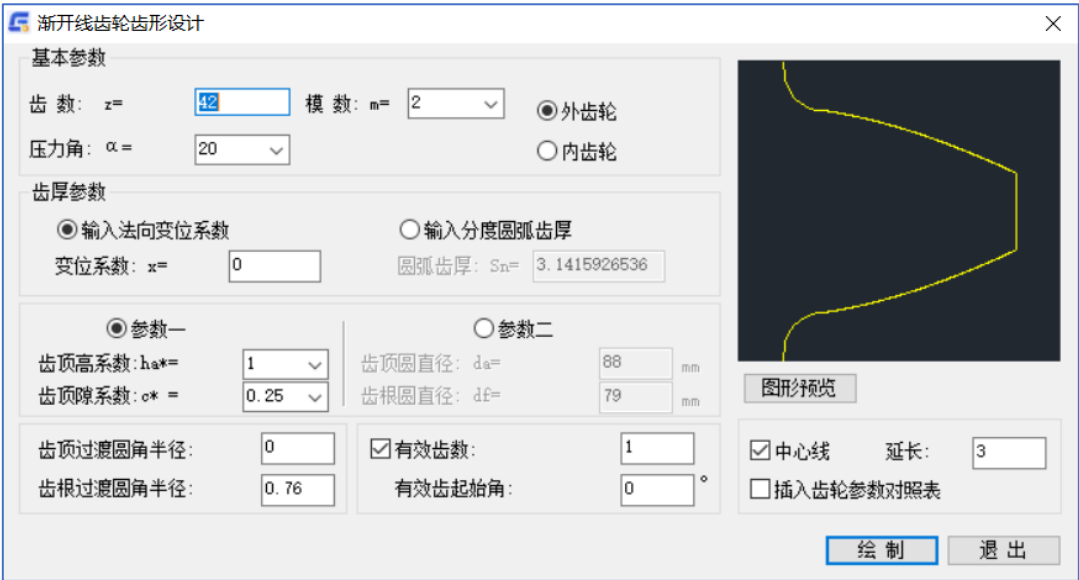 渐开线齿轮齿形设计
基本参数
齿 数: z= 42 模 数: m= 2 外齿轮
压力角: α= 20 内齿轮
齿厚参数
输入法向变位系数 输入分度圆弧齿厚
变位系数: x= 0 圆弧齿厚: Sn= 3.1415926536
参数一 参数二
齿顶高系数:ha*= 1 齿顶圆直径: da= 88 mm
齿顶隙系数:c* = 0.25 齿根圆直径: df= 79 mm
图形预览
齿顶过渡圆角半径: 0 有效齿数: 1 中心线 延长: 3
齿根过渡圆角半径: 0.76 有效齿起始角: 0 ° 插入齿轮参数对照表
绘 制 退 出